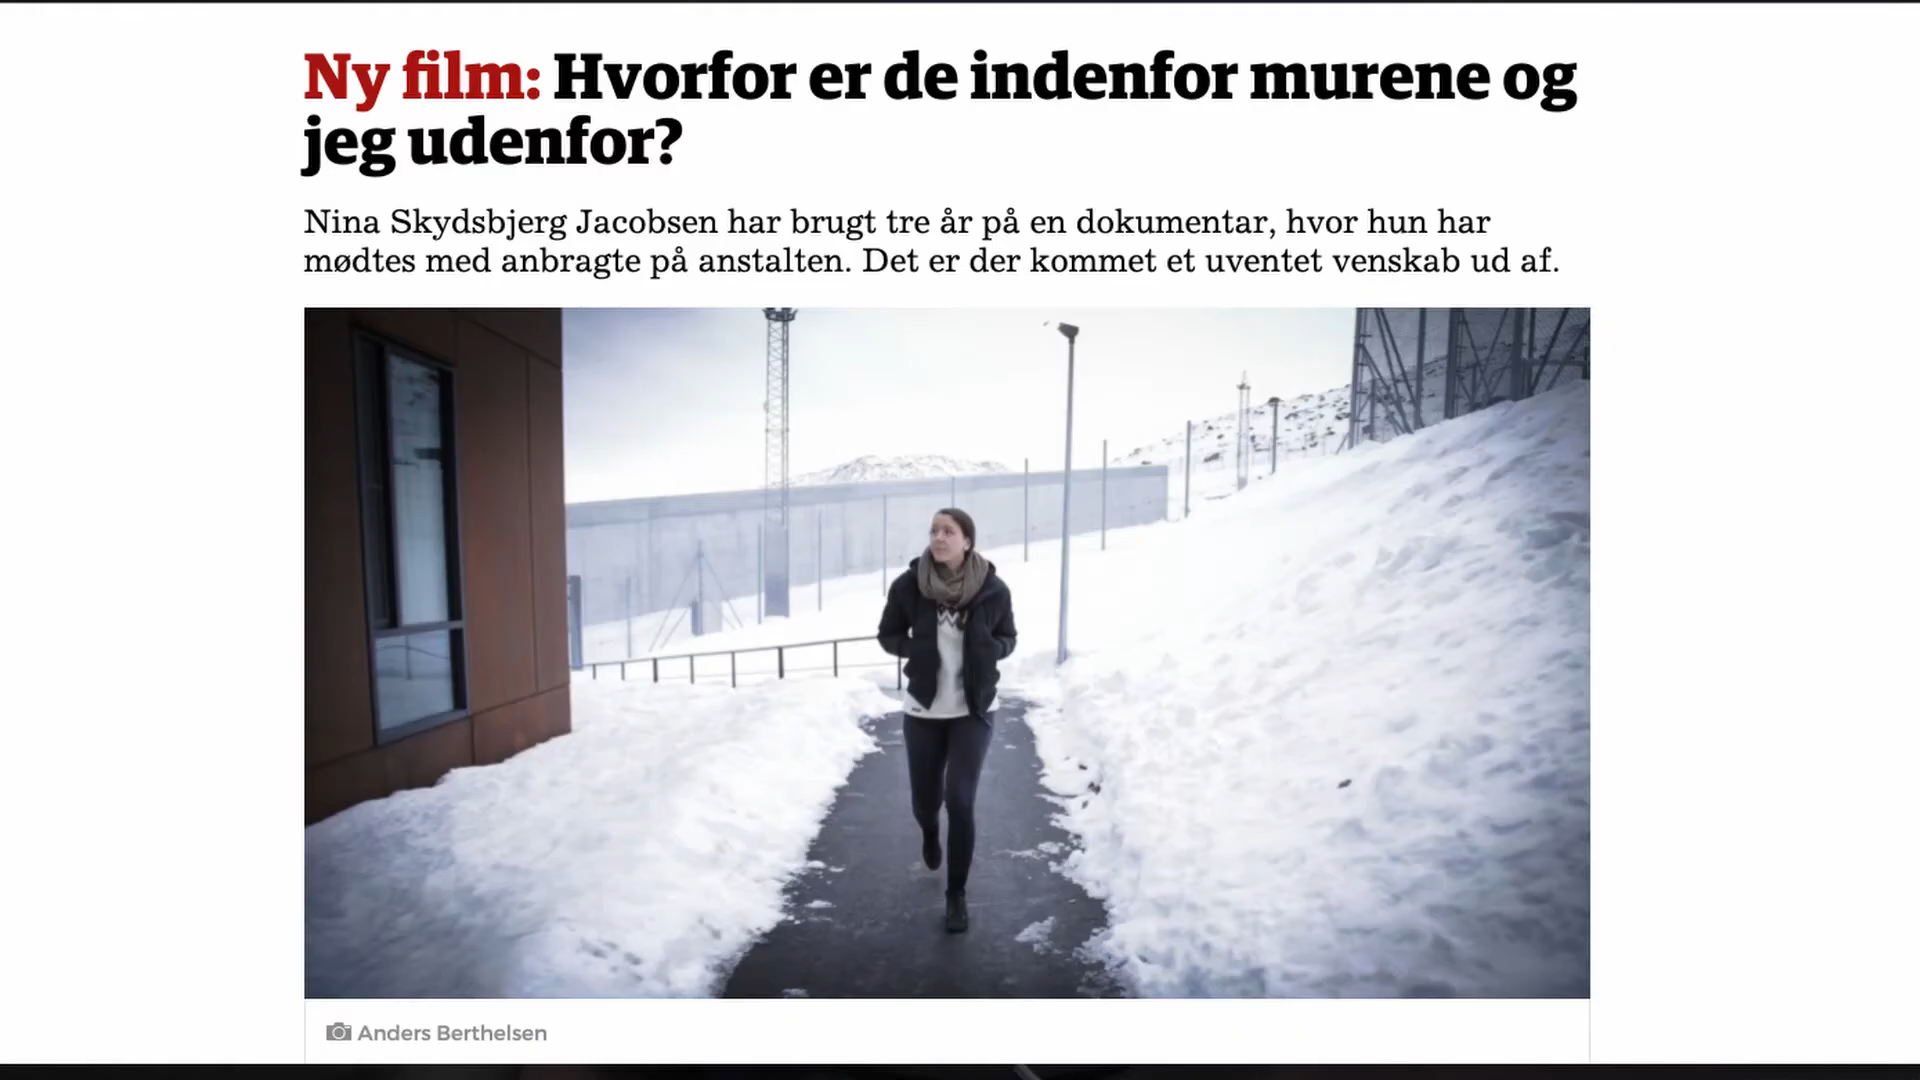 Ny film: Hvorfor er de indenfor murene og
jeg udenfor?
Nina Skydsbjerg Jacobsen har brugt tre år på en dokumentar, hvor hun har
mødtes med anbragte på anstalten. Det er der kommet et uventet venskab ud af.
Anders Berthelsen